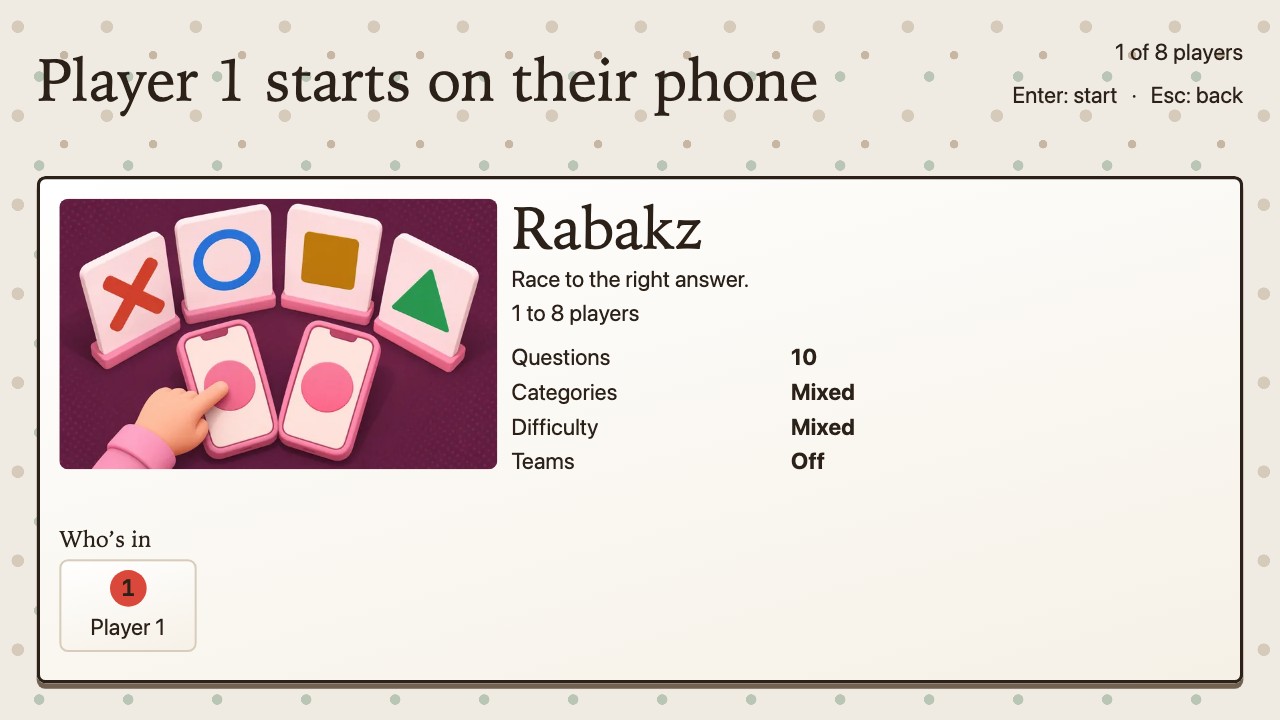 Player 1 starts on their phone
1 of 8 players
Enter: start · Esc: back
Rabakz
Race to the right answer.
1 to 8 players
Questions 10
Categories Mixed
Difficulty Mixed
Teams Off
Who's in
1
Player 1